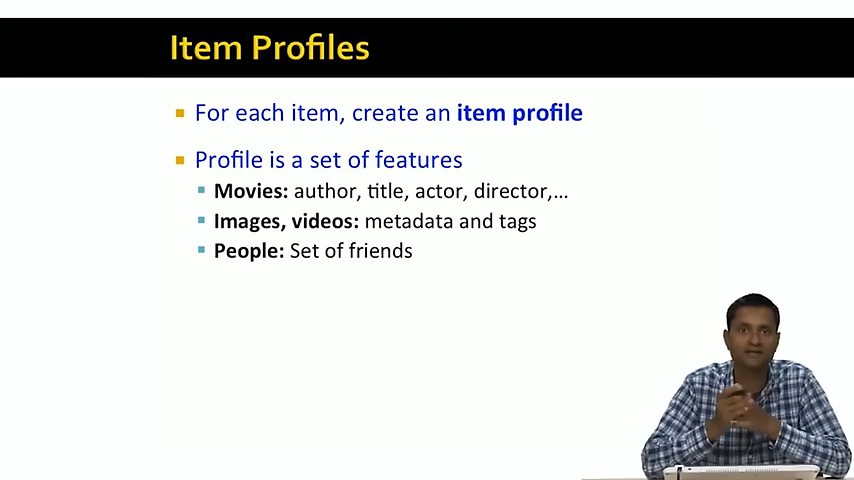 Item Profiles
For each item, create an item profile
Profile is a set of features
Movies: author, title, actor, director,…
Images, videos: metadata and tags
People: Set of friends